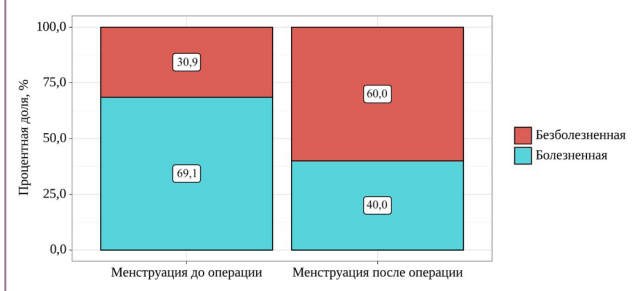 100,0
75,0
50,0
25,0
0,0
Процентная доля, %
30,9
69,1
60,0
40,0
Менструация до операции
Менструация после операции
Безболезненная
Болезненная